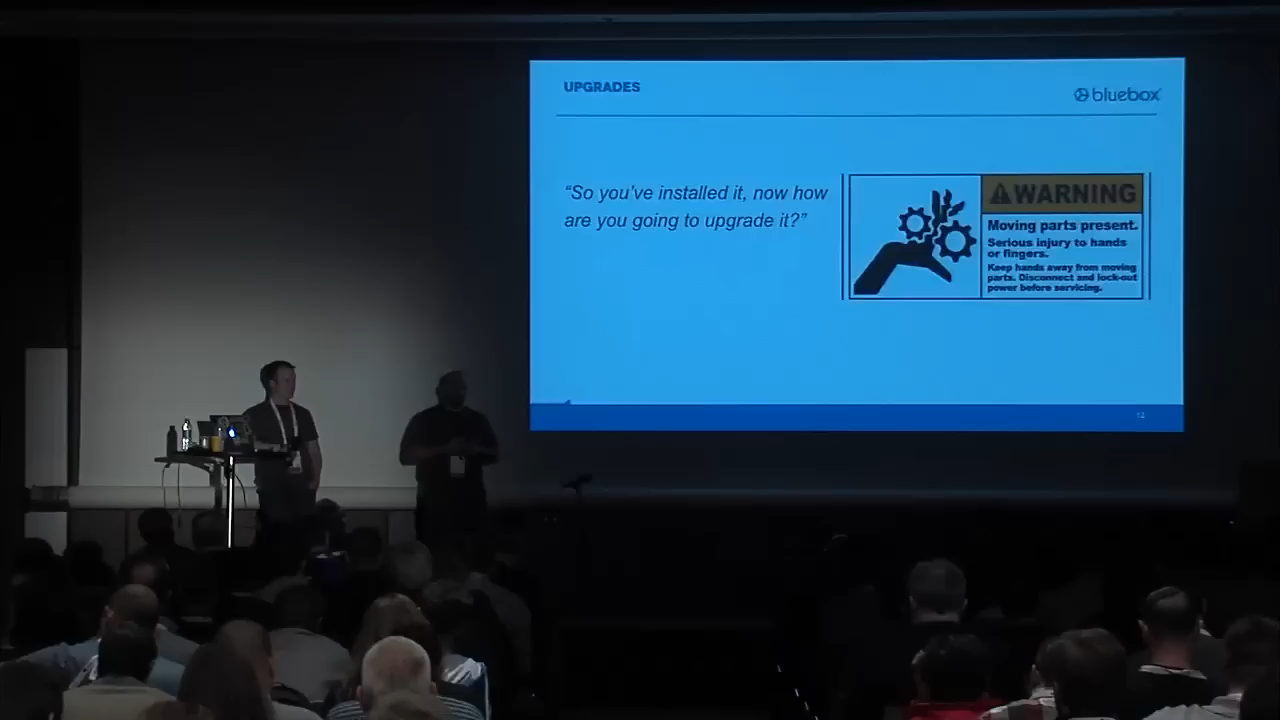 UPGRADES
bluebox
“So you’ve installed it, now how
are you going to upgrade it?”
WARNING
Moving parts present.
Serious injury to hands
or fingers.
Keep hands away from moving
parts. Disconnect and lock-out
power before servicing.
12